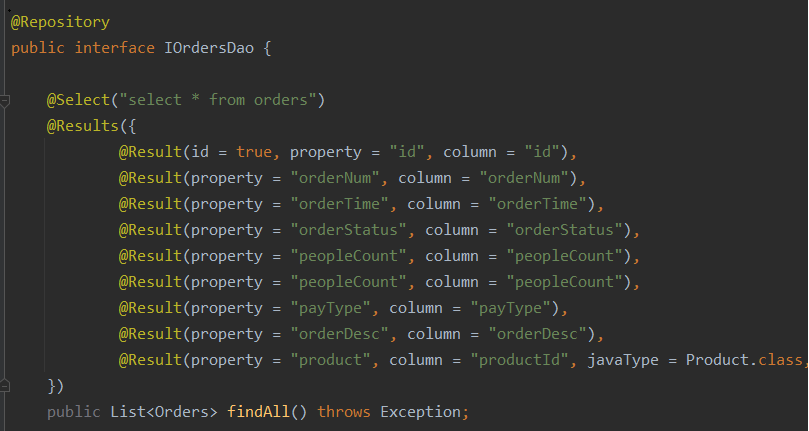 @Repository
public interface IOrdersDao {
@Select("select * from orders")
@Results({
@Result(id = true, property = "id", column = "id"),
@Result(property = "orderNum", column = "orderNum"),
@Result(property = "orderTime", column = "orderTime"),
@Result(property = "orderStatus", column = "orderStatus"),
@Result(property = "peopleCount", column = "peopleCount"),
@Result(property = "peopleCount", column = "peopleCount"),
@Result(property = "payType", column = "payType"),
@Result(property = "orderDesc", column = "orderDesc"),
@Result(property = "product", column = "productId", javaType = Product.class,
})
public List<Orders> findAll() throws Exception;